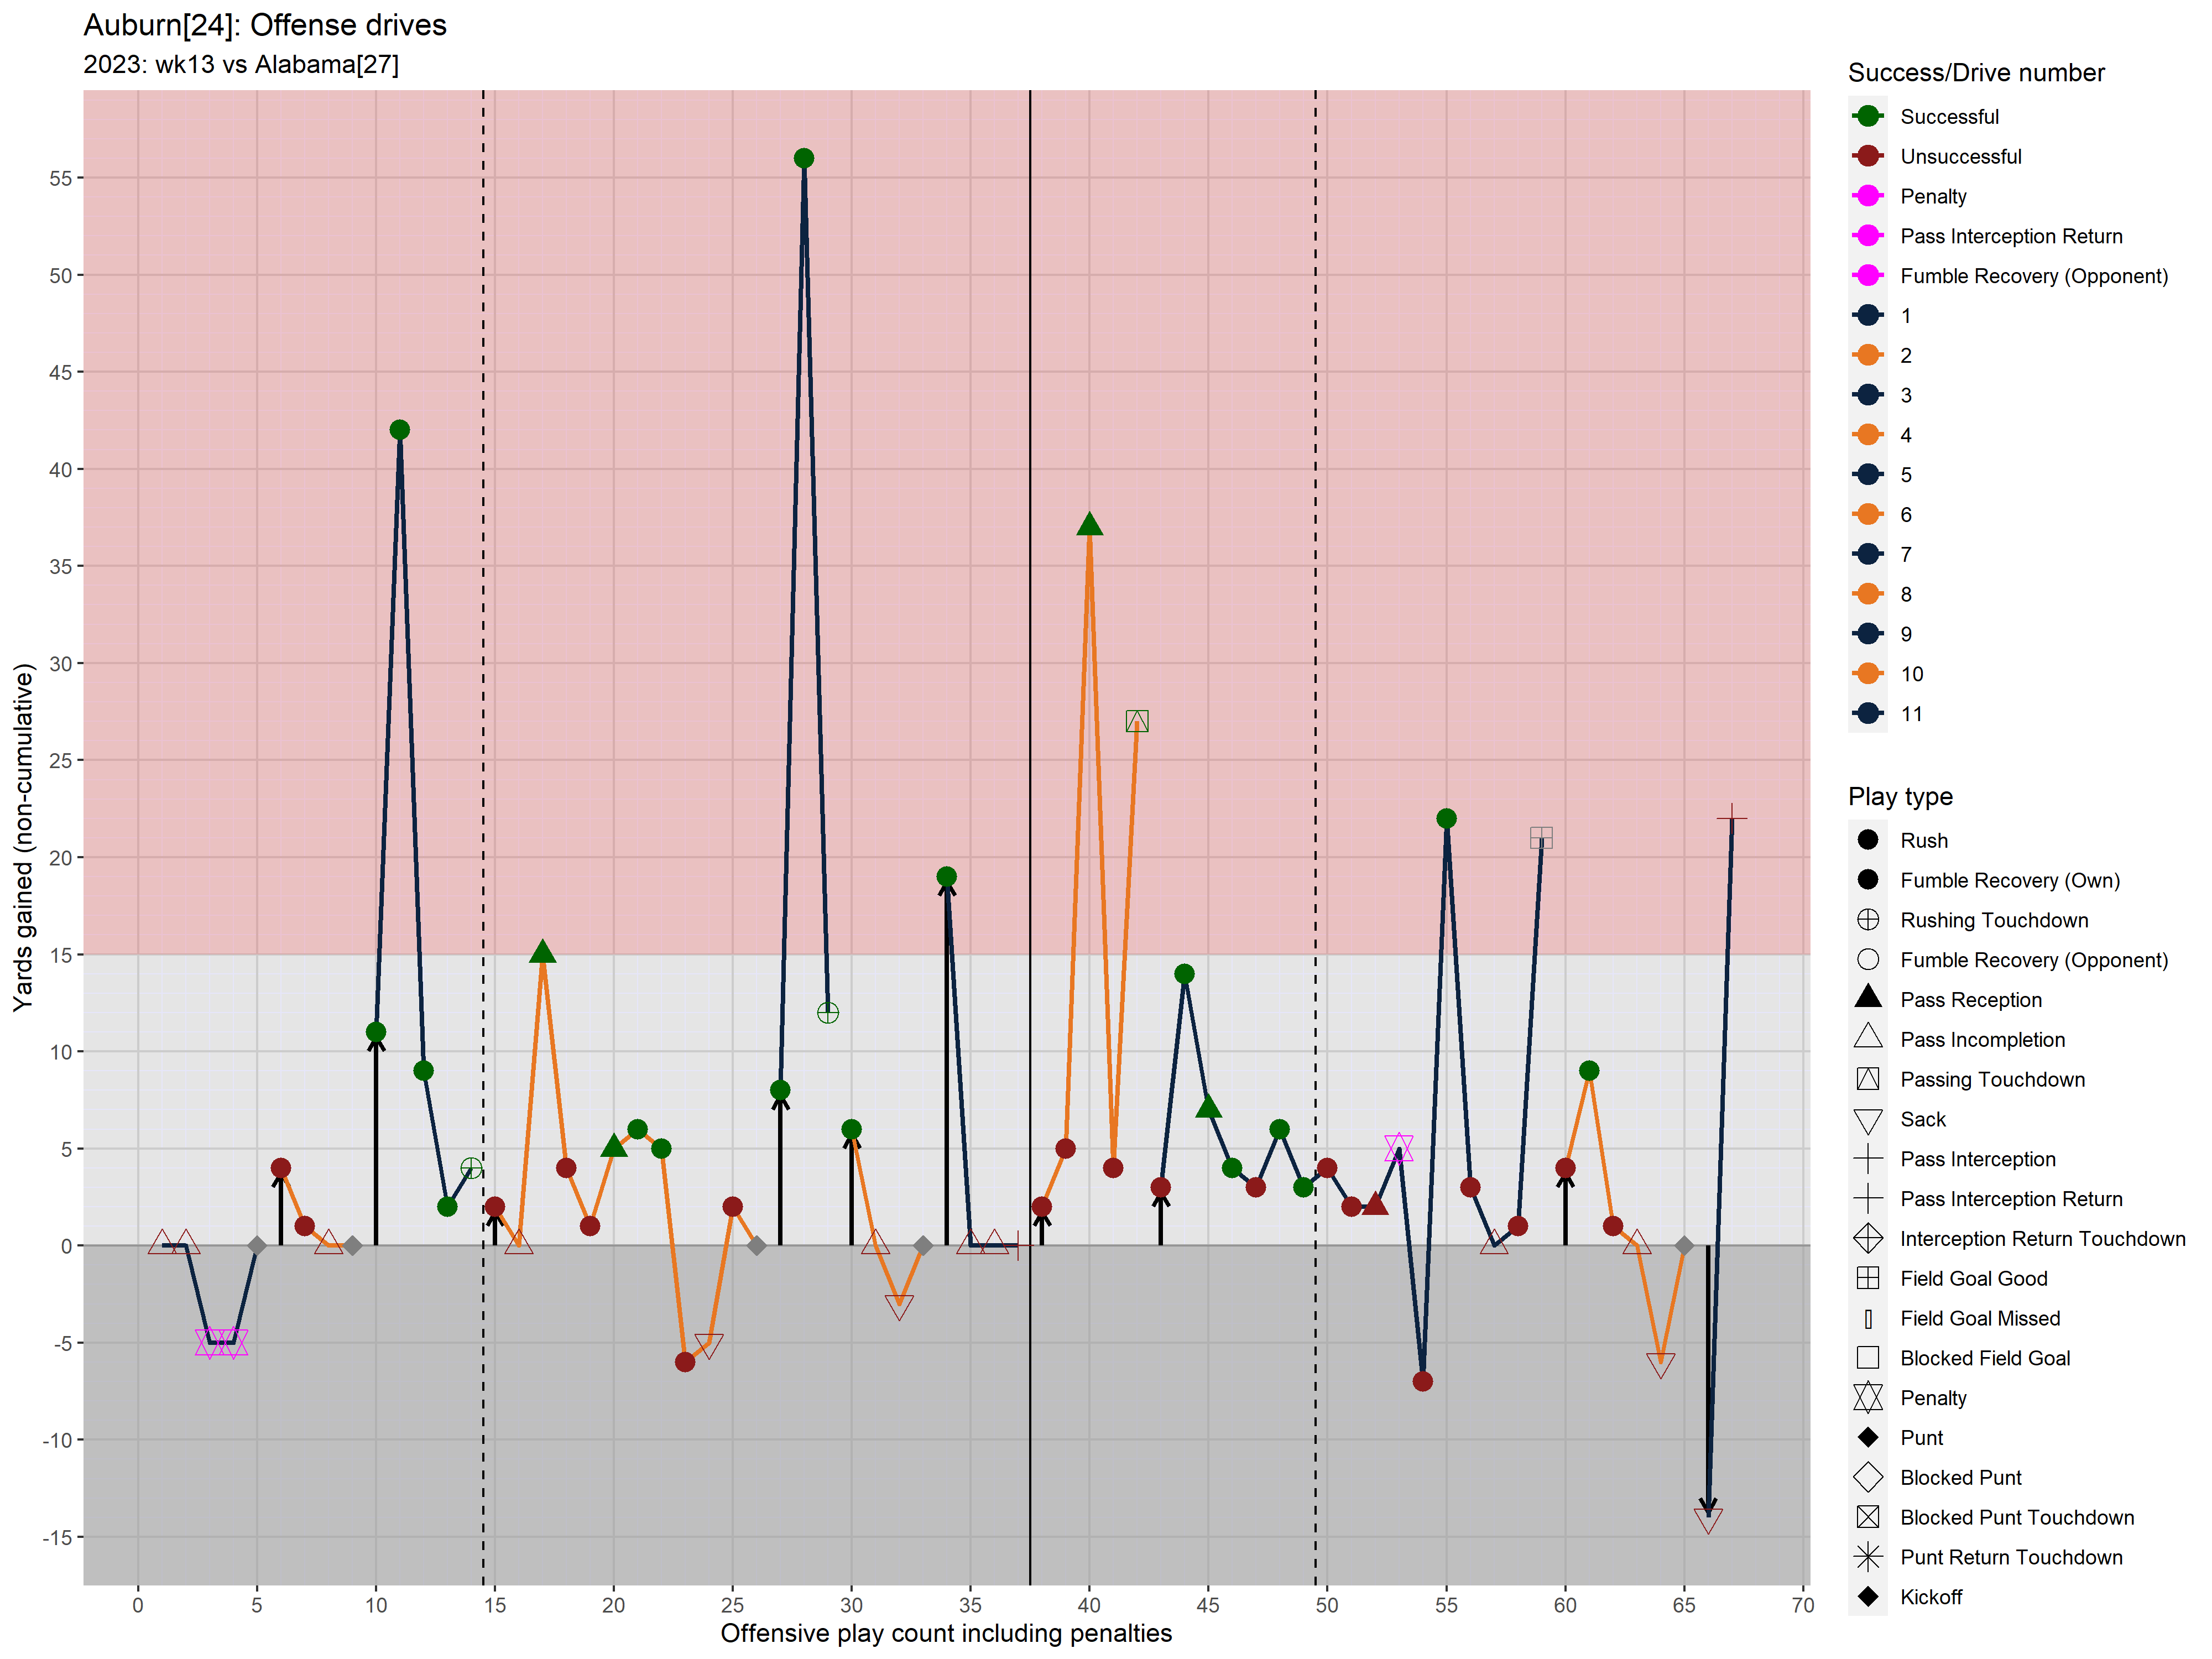 Auburn[24]: Offense drives
2023: wk13 vs Alabama[27]
Yards gained (non-cumulative)
55
50
45
40
35
30
25
20
15
10
5
0
-5
-10
-15
0 5 10 15 20 25 30 35 40 45 50 55 60 65 70
Offensive play count including penalties
Success/Drive number
Successful
Unsuccessful
Penalty
Pass Interception Return
Fumble Recovery (Opponent)
1
2
3
4
5
6
7
8
9
10
11
Play type
Rush
Fumble Recovery (Own)
Rushing Touchdown
Fumble Recovery (Opponent)
Pass Reception
Pass Incompletion
Passing Touchdown
Sack
Pass Interception
Pass Interception Return
Interception Return Touchdown
Field Goal Good
Field Goal Missed
Blocked Field Goal
Penalty
Punt
Blocked Punt
Blocked Punt Touchdown
Punt Return Touchdown
Kickoff